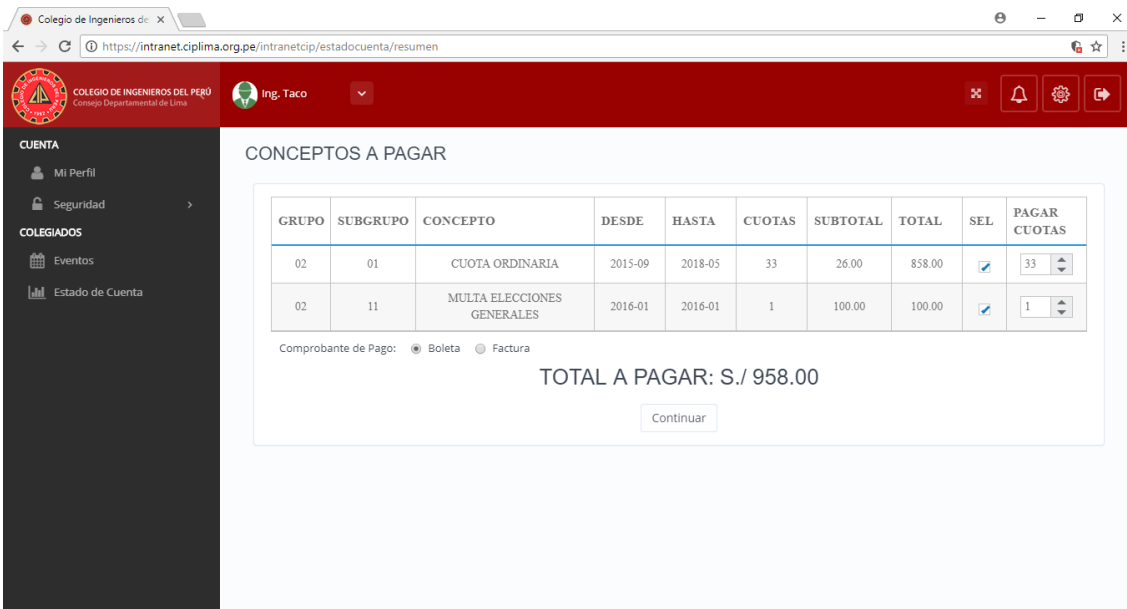 Colegio de Ingenieros de
https://intranet.ciplima.org.pe/intranetcip/estadocuenta/resumen
COLEGIO DE INGENIEROS DEL PERÚ
Consejo Departamental de Lima
Ing. Taco
CUENTA
Mi Perfil
Seguridad
COLEGIADOS
Eventos
Estado de Cuenta
CONCEPTOS A PAGAR
GRUPO SUBGRUPO CONCEPTO DESDE HASTA CUOTAS SUBTOTAL TOTAL SEL PAGAR CUOTAS
02 01 CUOTA ORDINARIA 2015-09 2018-05 33 26.00 858.00 33
02 11 MULTA ELECCIONES GENERALES 2016-01 2016-01 1 100.00 100.00 1
Comprobante de Pago: Boleta Factura
TOTAL A PAGAR: S./ 958.00
Continuar